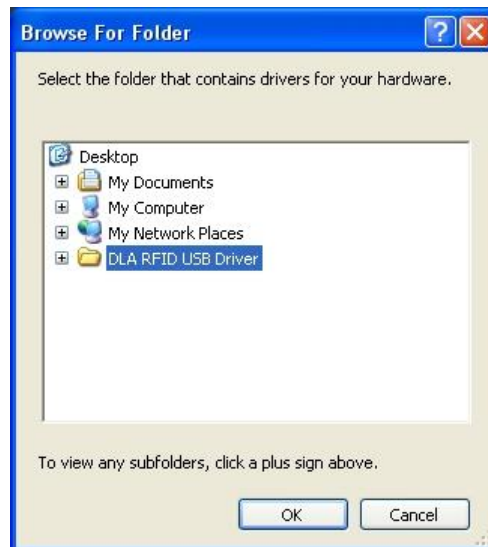 Browse For Folder
Select the folder that contains drivers for your hardware.
Desktop
My Documents
My Computer
My Network Places
DLA RFID USB Driver
To view any subfolders, click a plus sign above.
OK Cancel